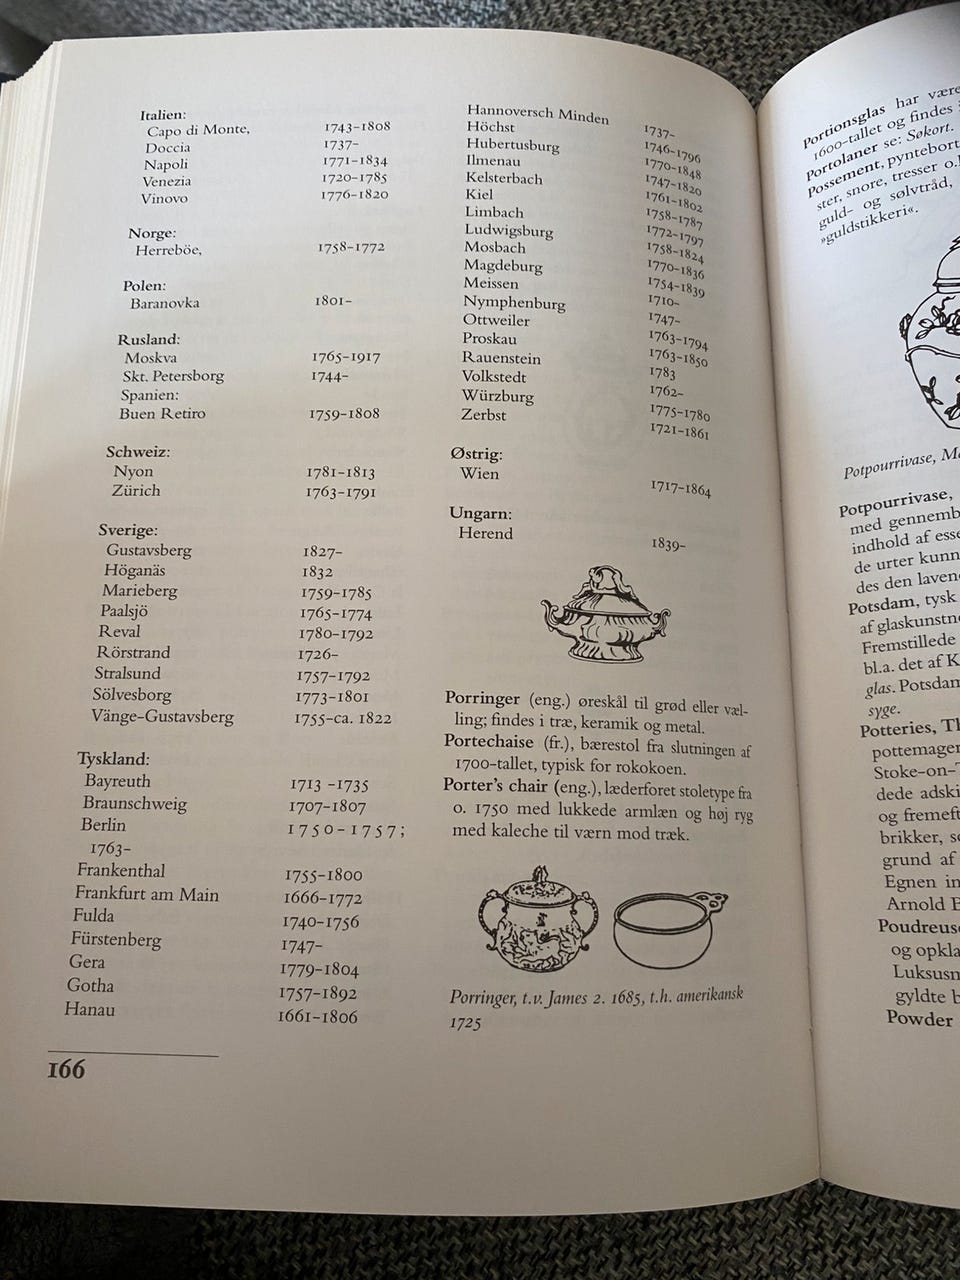 Italien:
Capo di Monte, 1743-1808
Doccia 1737-
Napoli 1771-1834
Venezia 1720-1785
Vinovo 1776-1820
Norge:
Herreböe, 1758-1772
Polen:
Baranovka 1801-
Rusland:
Moskva 1765-1917
Skt. Petersborg 1744-
Spanien:
Buen Retiro 1759-1808
Schweiz:
Nyon 1781-1813
Zürich 1763-1791
Sverige:
Gustavsberg 1827-
Höganäs 1832
Marieberg 1759-1785
Paalsjö 1765-1774
Reval 1780-1792
Rörstrand 1726-
Stralsund 1757-1792
Sölvesborg 1773-1801
Vänge-Gustavsberg 1755-ca. 1822
Tyskland:
Bayreuth 1713 -1735
Braunschweig 1707-1807
Berlin 1750-1757;
1763-
Frankenthal 1755-1800
Frankfurt am Main 1666-1772
Fulda 1740-1756
Fürstenberg 1747-
Gera 1779-1804
Gotha 1757-1892
Hanau 1661-1806
Hannoversch Minden 1737-
Höchst 1746-1796
Hubertusburg 1770-1848
Ilmenau 1747-1820
Kelsterbach 1761-1802
Kiel 1758-1787
Limbach 1772-1797
Ludwigsburg 1758-1824
Mosbach 1770-1836
Magdeburg 1754-1839
Meissen 1710-
Nymphenburg 1747-
Ottweiler 1763-1794
Proskau 1763-1850
Rauenstein 1783
Volkstedt 1762-
Würzburg 1775-1780
Zerbst 1721-1861
Østrig:
Wien 1717-1864
Ungarn:
Herend 1839-
Porringer (eng.) øreskål til grød eller væl-
ling; findes i træ, keramik og metal.
Portechaise (fr.), bærestol fra slutningen af
1700-tallet, typisk for rokokoen.
Porter's chair (eng.), læderforet stoletype fra
o. 1750 med lukkede armlæn og høj ryg
med kaleche til værn mod træk.
Porringer, t.v. James 2. 1685, t.h. amerikansk
1725
166
Portionsglas har være
1600-tallet og findes
Portolaner se: Søkort.
Possement, pyntebort
ster, snore, tresser o.
guld- og sølvtråd,
»guldstikkeri«.
Potpourrivase, M
Potpourrivase,
med gennemb
indhold af esse
de urter kunn
des den laven
Potsdam, tysk
af glaskunstn
Fremstillede
bl.a. det af K
glas. Potsdam
syge.
Potteries, Th
pottemager
Stoke-on-T
dede adski
og fremeft
brikker, s
grund af
Egnen in
Arnold B
Poudreuse
og opkla
Luksusn
gyldte b
Powder